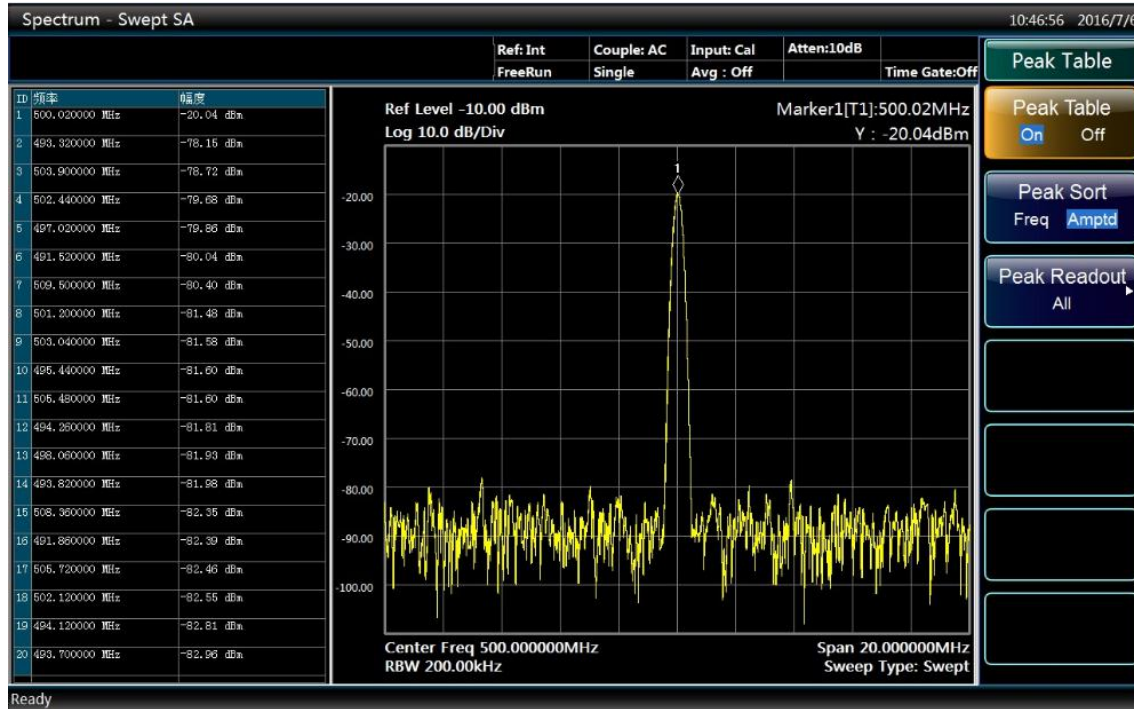 Spectrum - Swept SA
10:46:56 2016/7/6
Ref: Int Couple: AC Input: Cal Atten:10dB
FreeRun Single Avg : Off Time Gate:Off
ID 频率 幅度
1 500.020000 MHz -20.04 dBm
2 493.320000 MHz -78.15 dBm
3 503.900000 MHz -78.72 dBm
4 502.440000 MHz -79.68 dBm
5 497.020000 MHz -79.86 dBm
6 491.520000 MHz -80.04 dBm
7 509.500000 MHz -80.40 dBm
8 501.200000 MHz -81.48 dBm
9 503.040000 MHz -81.58 dBm
10 495.440000 MHz -81.60 dBm
11 505.480000 MHz -81.60 dBm
12 494.260000 MHz -81.81 dBm
13 498.060000 MHz -81.93 dBm
14 493.820000 MHz -81.98 dBm
15 508.360000 MHz -82.35 dBm
16 491.860000 MHz -82.39 dBm
17 505.720000 MHz -82.46 dBm
18 502.120000 MHz -82.55 dBm
19 494.120000 MHz -82.81 dBm
20 493.700000 MHz -82.96 dBm
Ref Level -10.00 dBm
Log 10.0 dB/Div
Marker1[T1]:500.02MHz
Y : -20.04dBm
1
-20.00
-30.00
-40.00
-50.00
-60.00
-70.00
-80.00
-90.00
-100.00
Center Freq 500.000000MHz
RBW 200.00kHz
Span 20.000000MHz
Sweep Type: Swept
Peak Table
Peak Table
On Off
Peak Sort
Freq Amptd
Peak Readout
All
Ready